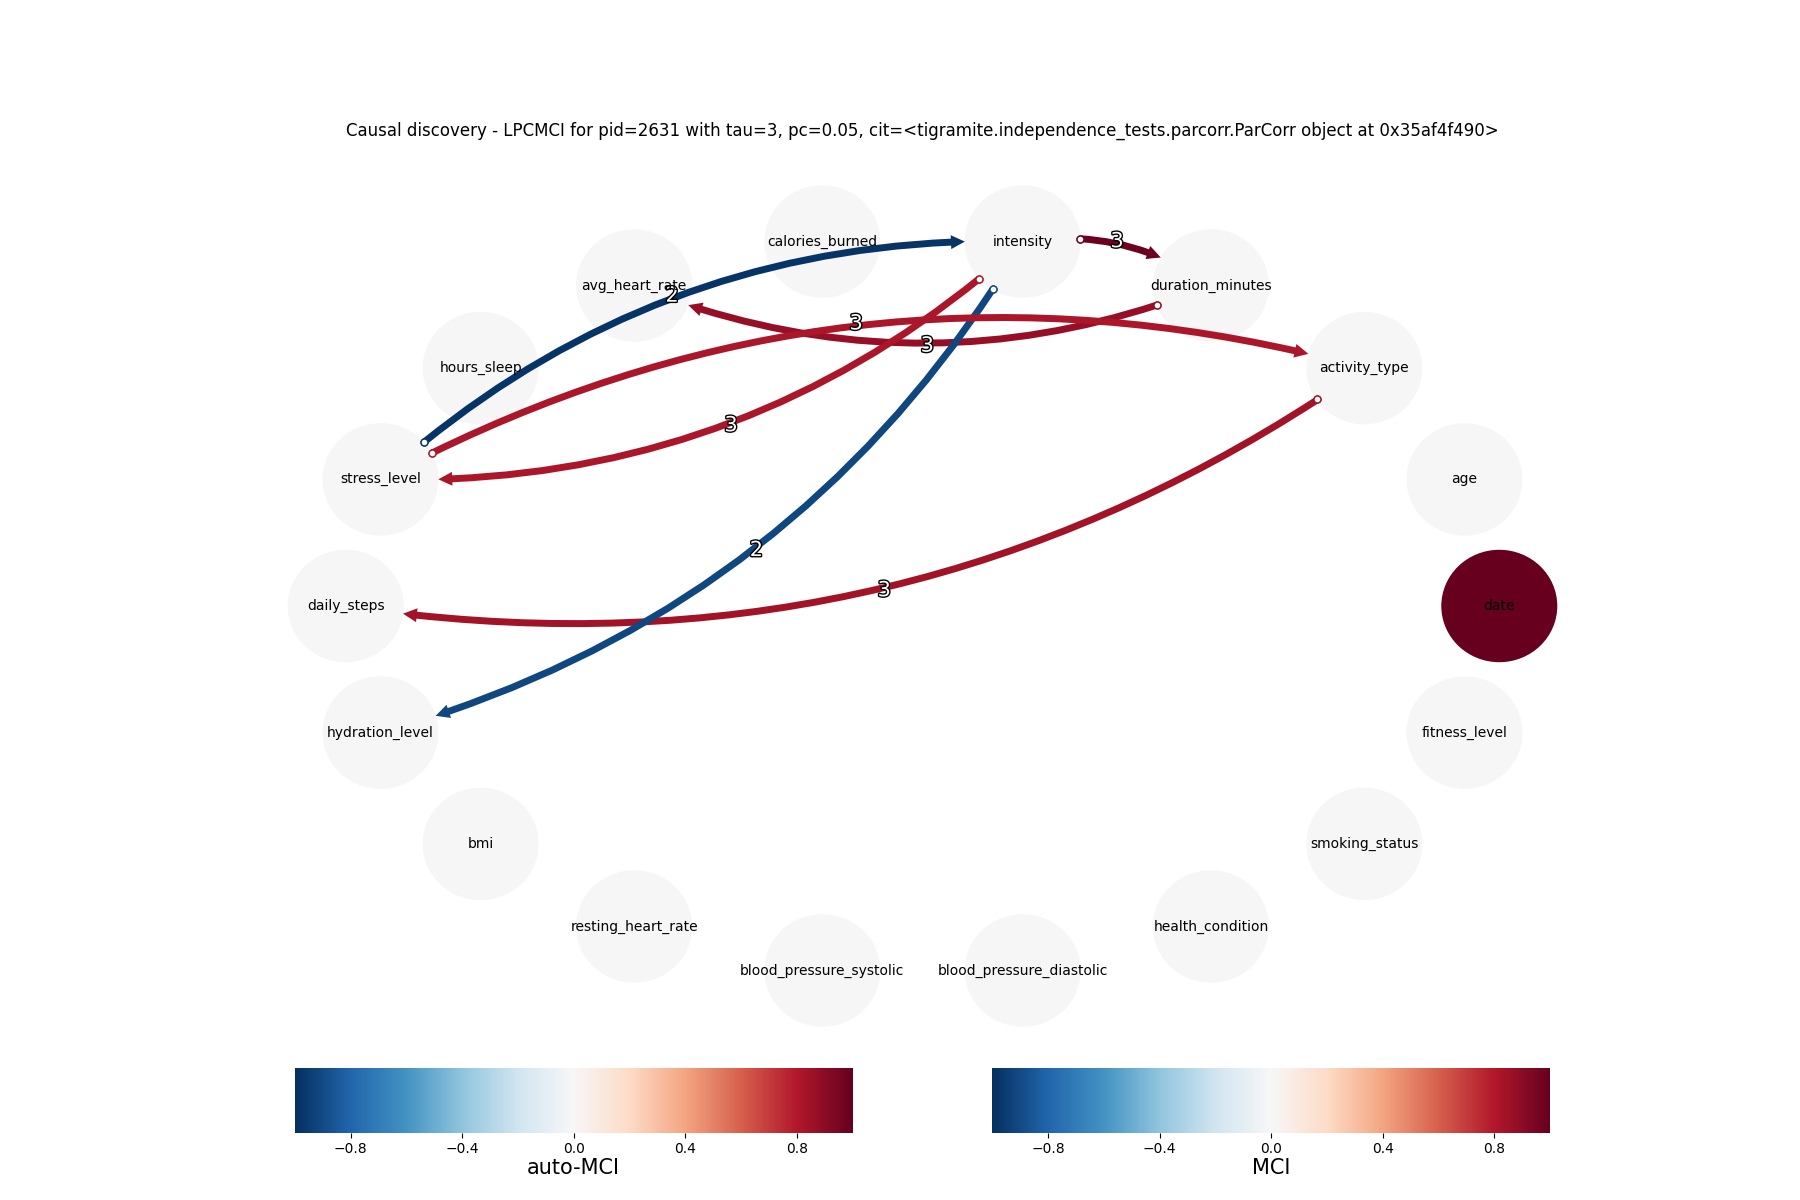 Causal discovery - LPCMCI for pid=2631 with tau=3, pc=0.05, cit=<tigramite.independence_tests.parcorr.ParCorr object at 0x35af4f490>
calories_burned
intensity
3
avg_heart_rate
2
duration_minutes
3
3
hours_sleep
activity_type
3
stress_level
age
2
3
daily_steps
date
hydration_level
fitness_level
bmi
smoking_status
resting_heart_rate
health_condition
blood_pressure_systolic
blood_pressure_diastolic
−0.8 −0.4 0.0 0.4 0.8
auto-MCI
−0.8 −0.4 0.0 0.4 0.8
MCI